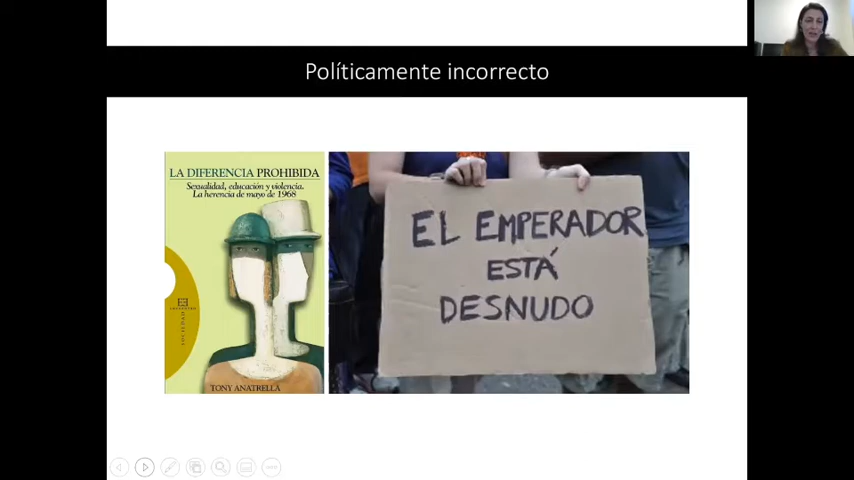 Políticamente incorrecto
LA DIFERENCIA PROHIBIDA
Sexualidad, educación y violencia.
La herencia de mayo de 1968
EL EMPERADOR
ESTÁ
DESNUDO
SOCIEDAD
TONY ANATRELLA